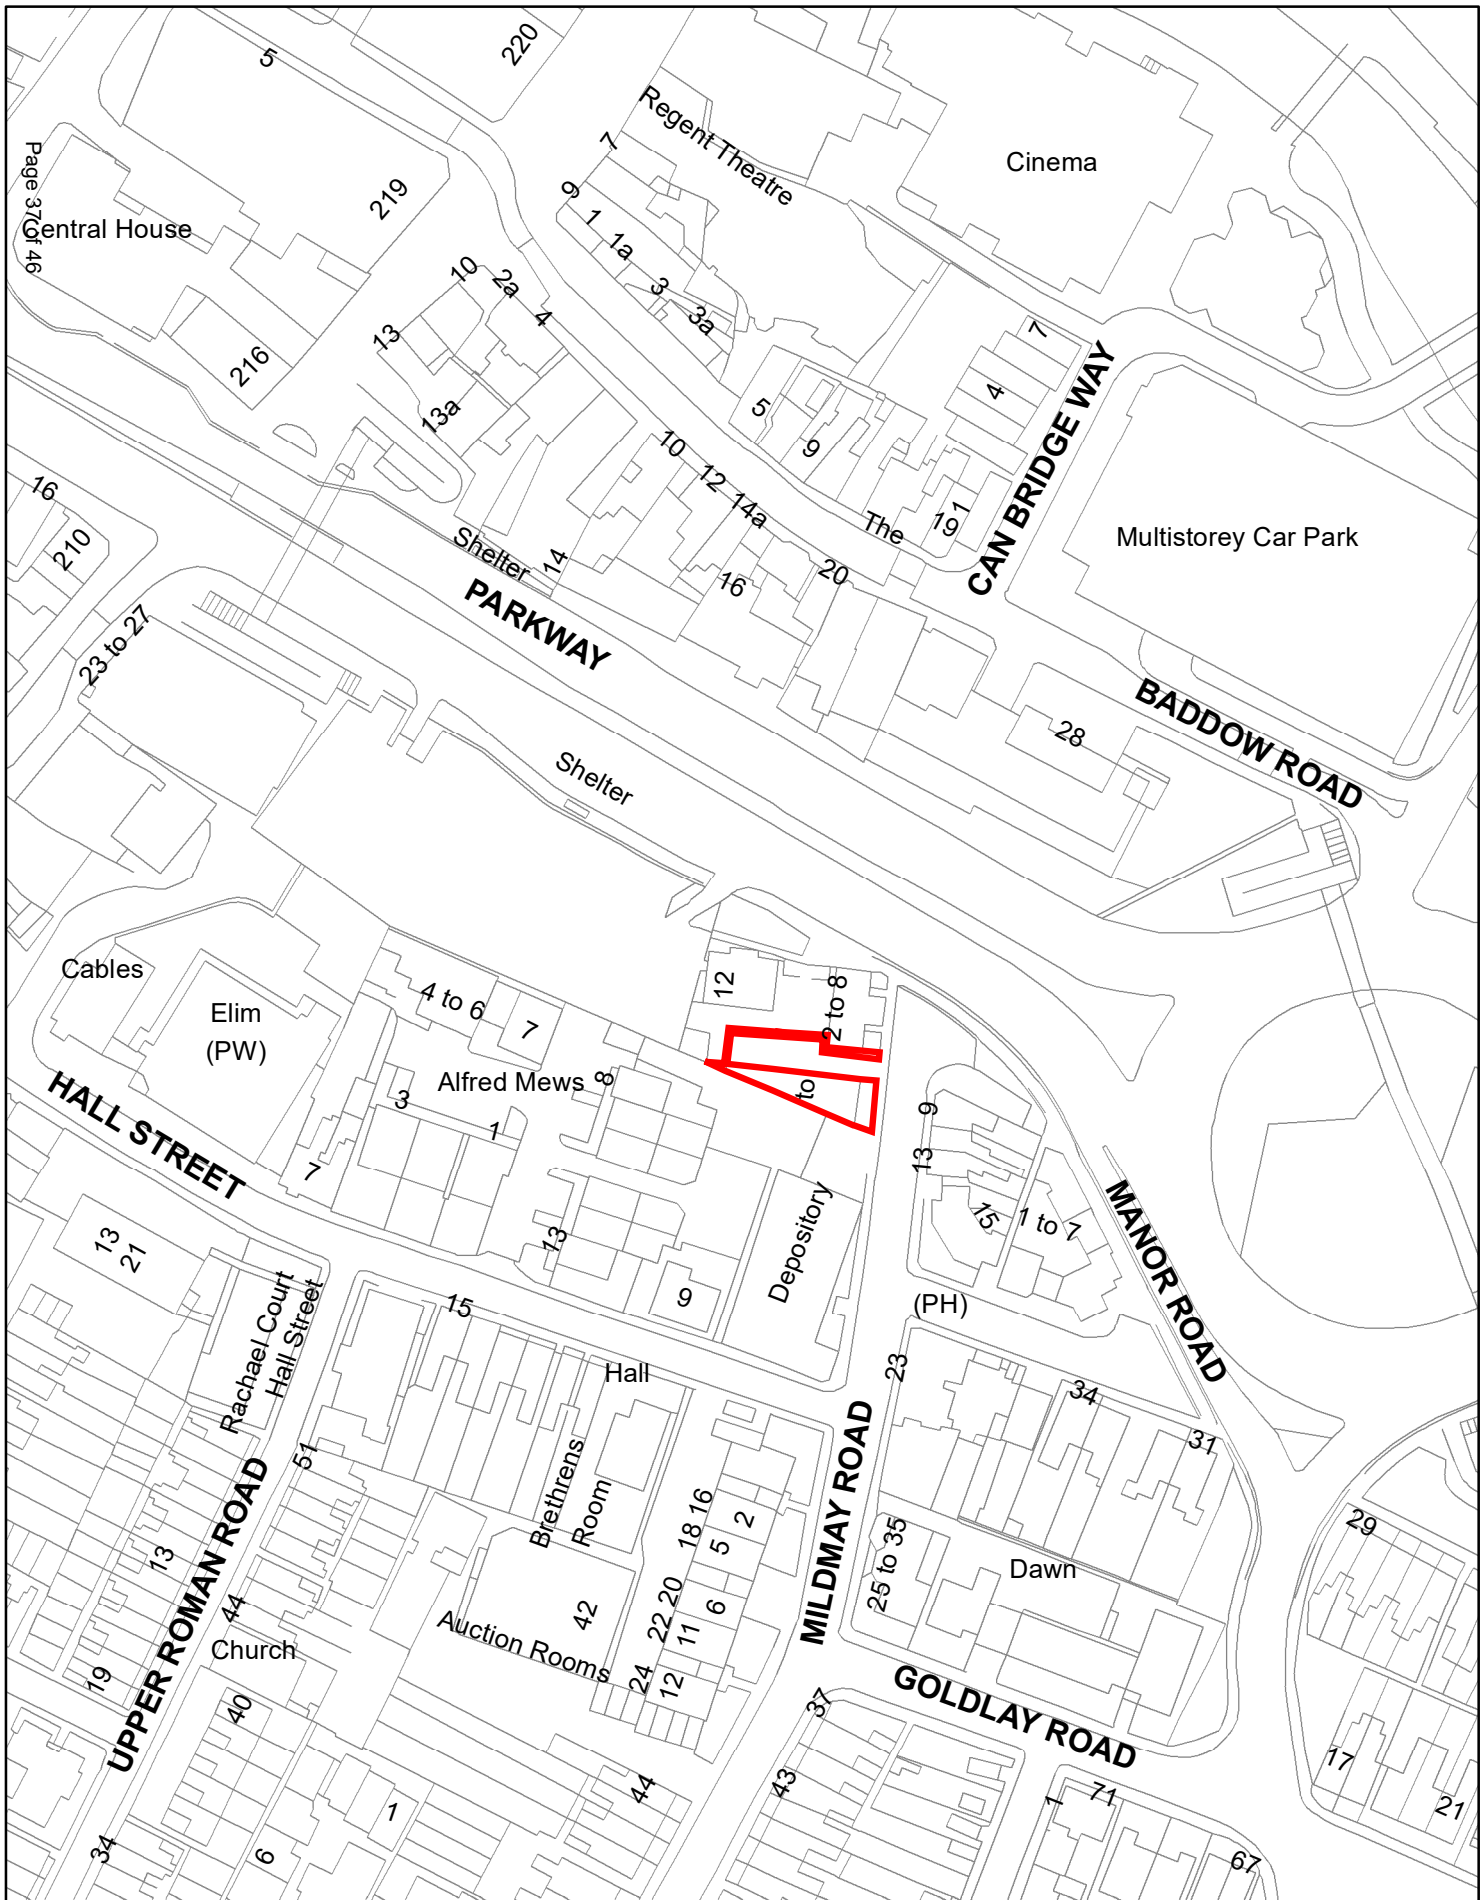 220
5
Regent Theatre
7
Cinema
Page 37 of 46
219
9
1
Central House
1a
10
2a
3
4
3a
13
7
216
4
13a
5
10
9
16
12
14a
1
The
19
CAN BRIDGE WAY
Multistorey Car Park
210
Shelter
14
20
16
PARKWAY
23 to 27
BADDOW ROAD
28
Shelter
Cables
12
4 to 6
2 to 8
Elim
(PW)
7
Alfred Mews
8
to
3
9
1
13
HALL STREET
7
MANOR ROAD
15
1 to 7
Depository
13
21
13
9
Rachael Court
Hall Street
15
(PH)
Hall
23
34
31
51
MILDMAY ROAD
Brethrens
Room
16
18
2
5
29
UPPER ROMAN ROAD
13
25 to 35
Dawn
44
42
20
22
6
11
Auction Rooms
Church
19
24
12
40
GOLDLAY ROAD
37
17
43
44
1
71
1
21
34
6
67